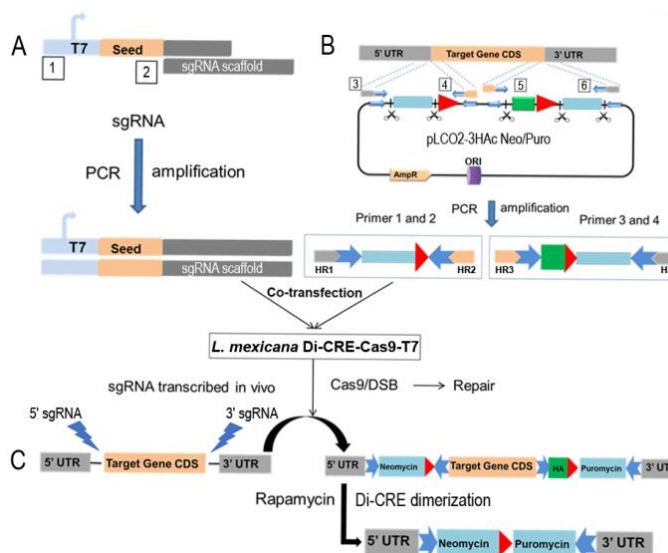 A
T7 Seed
1
2
sgRNA scaffold
sgRNA
PCR amplification
T7 Seed
sgRNA scaffold
B
5' UTR Target Gene CDS 3' UTR
3 4 5 6
pLCO2-3HAc Neo/Puro
AmpR ORI
PCR amplification
Primer 1 and 2 Primer 3 and 4
HR1 HR2 HR3
Co-transfection
L. mexicana Di-CRE-Cas9-T7
sgRNA transcribed in vivo
Cas9/DSB Repair
5' sgRNA 3' sgRNA
C
5' UTR Target Gene CDS 3' UTR
5' UTR Neomycin Target Gene CDS HA Puromycin 3' UT
Rapamycin Di-CRE dimerization
5' UTR Neomycin Puromycin 3' UTR